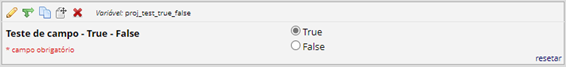 Variável: proj_test_true_false
Teste de campo - True - False
True
* campo obrigatório
False
resetar